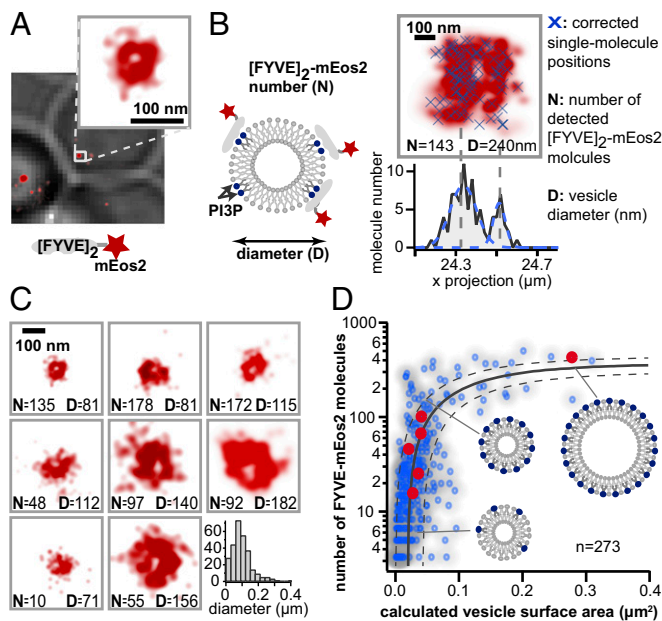 A
100 nm
[FYVE]2
mEos2
B
[FYVE]2-mEos2
number (N)
PI3P
diameter (D)
100 nm
N=143 D=240nm
molecule number
10
5
0
24.3 24.7
x projection (μm)
X: corrected
single-molecule
positions
N: number of
detected
[FYVE]2-mEos2
molcules
D: vesicle
diameter (nm)
C
100 nm
N=135 D=81
N=178 D=81
N=172 D=115
N=48 D=112
N=97 D=140
N=92 D=182
N=10 D=71
N=55 D=156
60
40
20
0
0 0.2 0.4
diameter (μm)
D
number of FYVE-mEos2 molecules
1000
6
4
2
100
6
4
2
10
6
4
n=273
0.0 0.1 0.2 0.3 0.4
calculated vesicle surface area (μm²)